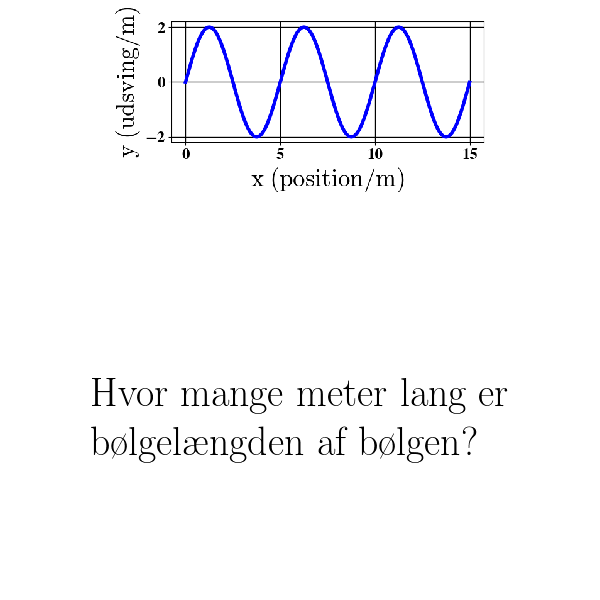 y (udsving/m)
2
0
−2
0 5 10 15
x (position/m)
Hvor mange meter lang er
bølgelængden af bølgen?